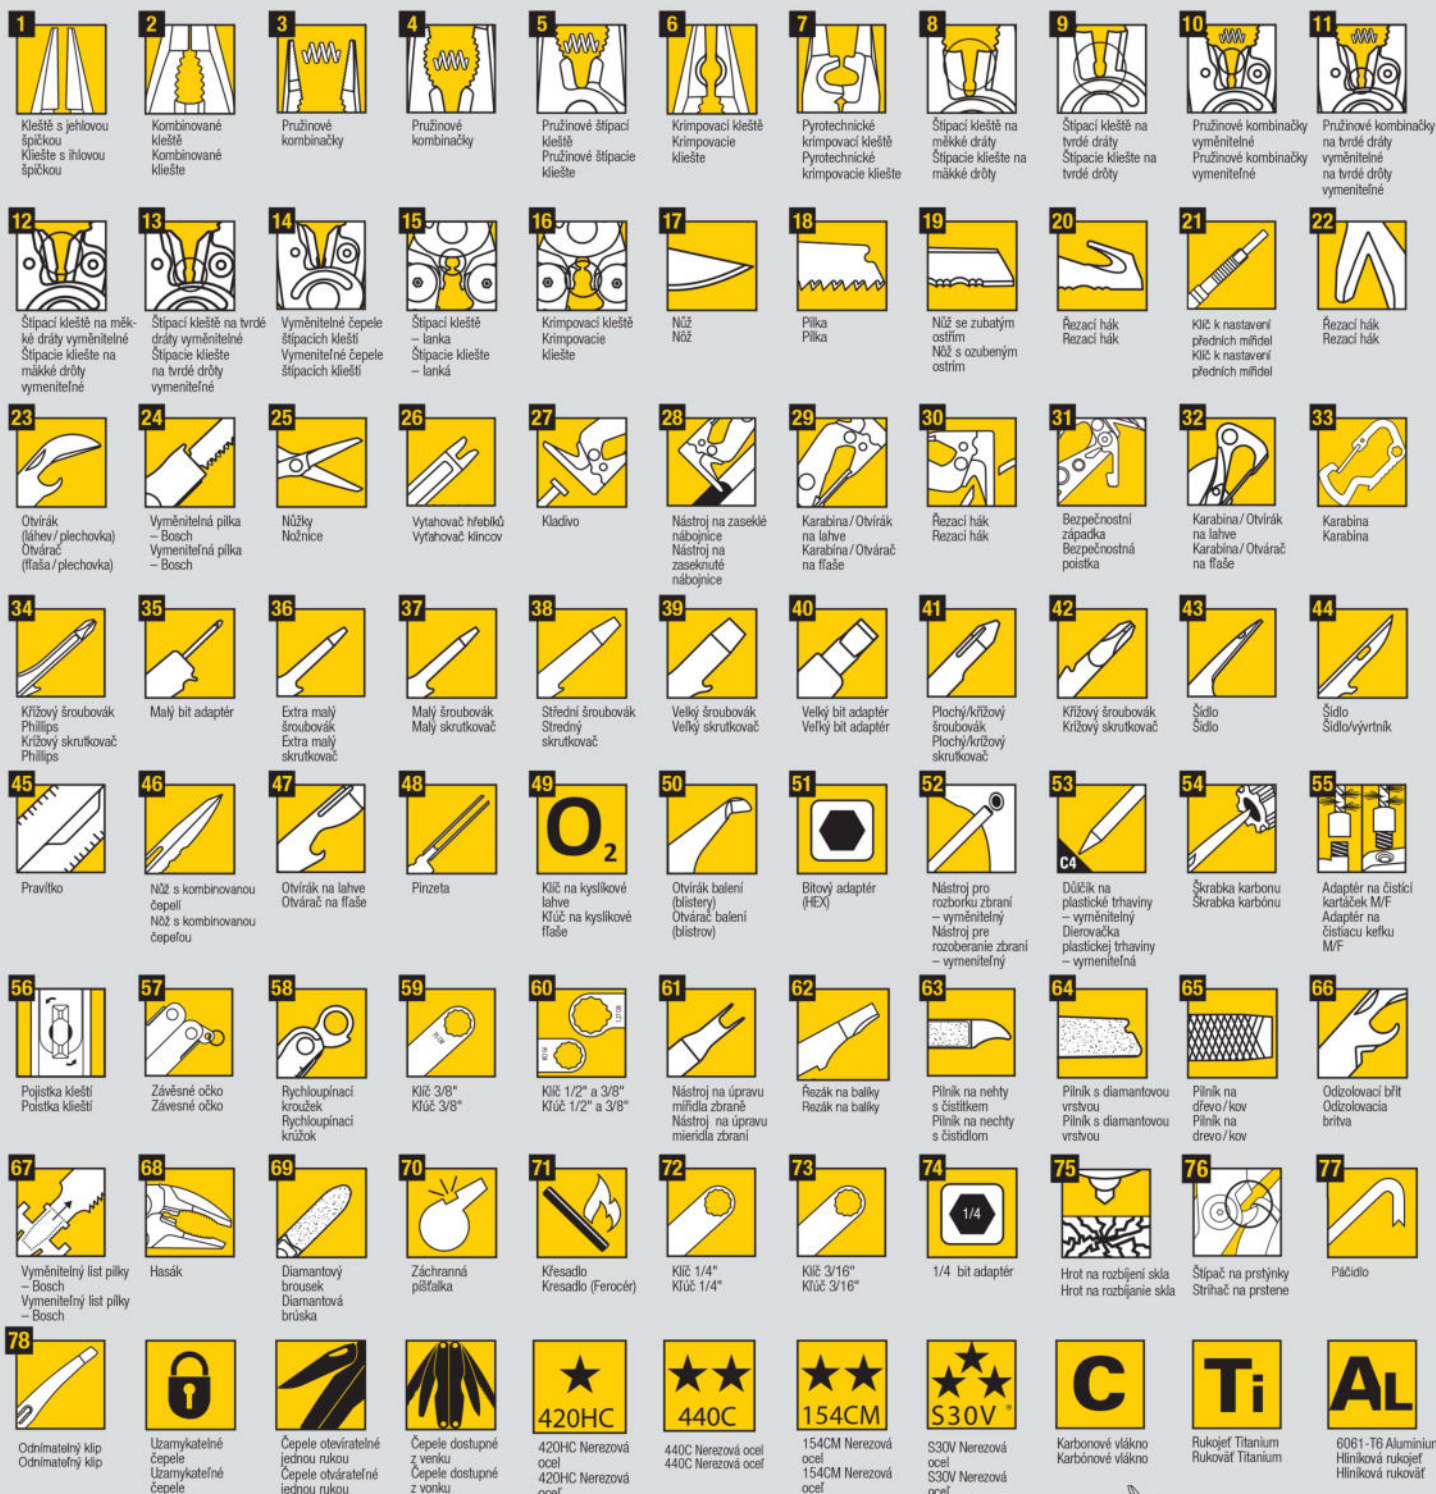 1
Kleště s jehlovou
špičkou
Kliešte s ihlovou
špičkou
2
Kombinované
kleště
Kombinované
kliešte
3
Pružinové
kombinačky
4
Pružinové
kombinačky
5
Pružinové štípací
kleště
Pružinové štípacie
kliešte
6
Krimpovací kleště
Krimpovacie
kliešte
7
Pyrotechnické
krimpovací kleště
Pyrotechnické
krimpovacie kliešte
8
Štípací kleště na
měkké dráty
Štípacie kliešte na
mäkké drôty
9
Štípací kleště na
tvrdé dráty
Štípacie kliešte na
tvrdé drôty
10
Pružinové kombinačky
vyměnitelné
Pružinové kombinačky
vymeniteľné
11
Pružinové kombinačky
na tvrdé dráty
vyměnitelné
na tvrdé drôty
vymeniteľné
12
Štípací kleště na měk-
ké dráty vyměnitelné
Štípacie kliešte na
mäkké drôty
vymeniteľné
13
Štípací kleště na tvrdé
dráty vyměnitelné
Štípacie kliešte
na tvrdé drôty
vymeniteľné
14
Vyměnitelné čepele
štípacích kleští
Vymeniteľné čepele
štípacích klieští
15
Štípací kleště
– lanka
Štípacie kliešte
– lanká
16
Krimpovací kleště
Krimpovacie
kliešte
17
Nůž
Nôž
18
Pilka
Pílka
19
Nůž se zubatým
ostřím
Nôž s ozubeným
ostrím
20
Řezací hák
Rezací hák
21
Klíč k nastavení
předních mířidel
Klíč k nastavení
předních mířidel
22
Řezací hák
Rezací hák
23
Otvírák
(láhev/plechovka)
Otvárač
(fľaša/plechovka)
24
Vyměnitelná pilka
– Bosch
Vymeniteľná pílka
– Bosch
25
Nůžky
Nožnice
26
Vytahovač hřebíků
Vyťahovač klincov
27
Kladivo
28
Nástroj na zaseklé
nábojnice
Nástroj na
zaseknuté
nábojnice
29
Karabina/Otvírák
na lahve
Karabína/Otvárač
na fľaše
30
Řezací hák
Rezací hák
31
Bezpečnostní
západka
Bezpečnostná
poistka
32
Karabina/Otvírák
na lahve
Karabína/Otvárač
na fľaše
33
Karabina
Karabína
34
Křížový šroubovák
Phillips
Krížový skrutkovač
Phillips
35
Malý bit adaptér
36
Extra malý
šroubovák
Extra malý
skrutkovač
37
Malý šroubovák
Malý skrutkovač
38
Střední šroubovák
Stredný
skrutkovač
39
Velký šroubovák
Veľký skrutkovač
40
Velký bit adaptér
Veľký bit adaptér
41
Plochý/křížový
šroubovák
Plochý/krížový
skrutkovač
42
Křížový šroubovák
Krížový skrutkovač
43
Šídlo
Šidlo
44
Šídlo
Šidlo/vývrtník
45
Pravítko
46
Nůž s kombinovanou
čepelí
Nôž s kombinovanou
čepeľou
47
Otvírák na lahve
Otvárač na fľaše
48
Pinzeta
49
O2
Klíč na kyslíkové
lahve
Kľúč na kyslíkové
fľaše
50
Otvírák balení
(blistery)
Otvárač balení
(blistrov)
51
Bitový adaptér
(HEX)
52
Nástroj pro
rozborku zbraní
– vyměnitelný
Nástroj pre
rozoberanie zbraní
– vymeniteľný
53
C4
Důlčík na
plastické trhaviny
– vyměnitelný
Dierovačka
plastickej trhaviny
– vymeniteľná
54
Škrabka karbonu
Škrabka karbónu
55
Adaptér na čistící
kartáček M/F
Adaptér na
čistiacu kefku
M/F
56
Pojistka kleští
Poistka klieští
57
Závěsné očko
Závesné očko
58
Rychloupínací
kroužek
Rychloupínací
krúžok
59
Klíč 3/8"
Kľúč 3/8"
60
Klíč 1/2" a 3/8"
Kľúč 1/2" a 3/8"
61
Nástroj na úpravu
mířidla zbraně
Nástroj na úpravu
mieridla zbraní
62
Řezák na balíky
Rezák na balíky
63
Pilník na nehty
s čistítkem
Pilník na nechty
s čistidlom
64
Pilník s diamantovou
vrstvou
Pilník s diamantovou
vrstvou
65
Pilník na
dřevo/kov
Pilník na
drevo/kov
66
Odizolovací břit
Odizolovacia
britva
67
Vyměnitelný list pilky
– Bosch
Vymeniteľný list pílky
– Bosch
68
Hasák
69
Diamantový
brousek
Diamantová
brúska
70
Záchranná
píšťalka
71
Křesadlo
Kresadlo (Ferocér)
72
Klíč 1/4"
Kľúč 1/4"
73
Klíč 3/16"
Kľúč 3/16"
74
1/4
1/4 bit adaptér
75
Hrot na rozbíjení skla
Hrot na rozbíjanie skla
76
Štípač na prstýnky
Strihač na prstene
77
Páčidlo
78
Odnímatelný klip
Odnímateľný klip
Uzamykatelné
čepele
Uzamykateľné
čepele
Čepele otevíratelné
jednou rukou
Čepele otvárateľné
jednou rukou
Čepele dostupné
z venku
Čepele dostupné
z vonku
420HC
420HC Nerezová
ocel
420HC Nerezová
oceľ
440C
440C Nerezová ocel
440C Nerezová oceľ
154CM
154CM Nerezová
ocel
154CM Nerezová
oceľ
S30V ®
S30V Nerezová
ocel
S30V Nerezová
oceľ
C
Karbonové vlákno
Karbónové vlákno
Ti
Rukojeť Titanium
Rukoväť Titanium
AL
6061-T6 Aluminium
Hliníková rukojeť
Hliníková rukoväť